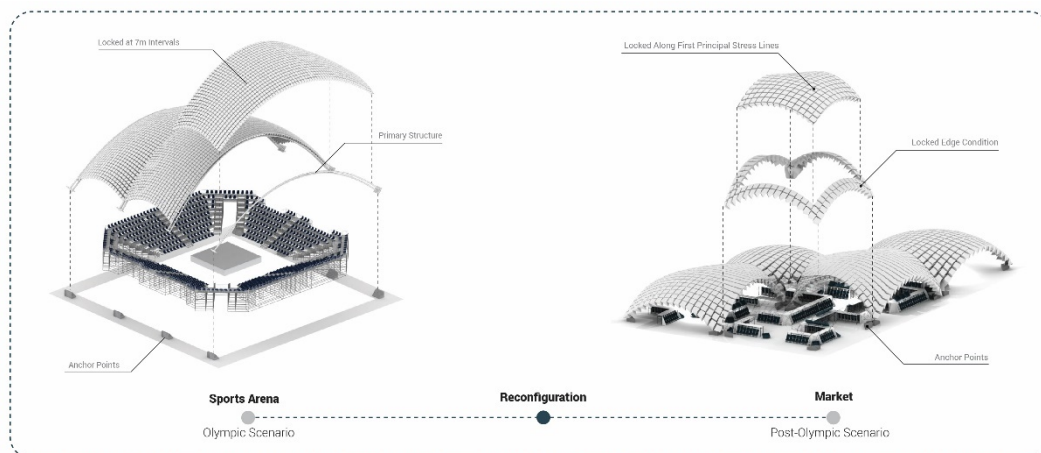 Locked at 7m Intervals
Primary Structure
Anchor Points
Locked Along First Principal Stress Lines
Locked Edge Condition
Anchor Points
Sports Arena
Reconfiguration
Market
Olympic Scenario
Post-Olympic Scenario